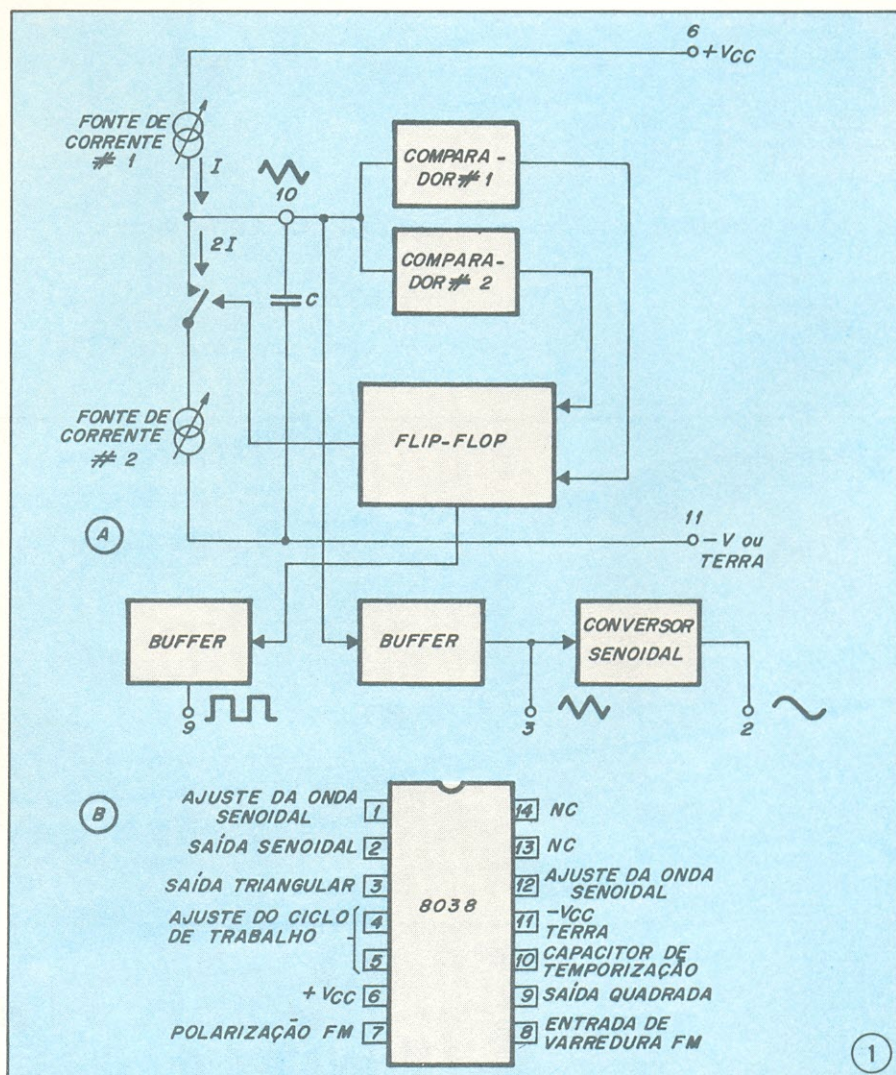 6
+VCC
FONTE DE
CORRENTE
# 1
I
10
COMPARA-
DOR # 1
2I
COMPARA-
DOR # 2
C
FONTE DE
CORRENTE
# 2
FLIP-FLOP
A
11
-V ou
TERRA
BUFFER
BUFFER
CONVERSOR
SENOIDAL
9
3
2
B
AJUSTE DA ONDA
SENOIDAL
1
SAÍDA SENOIDAL 2
SAÍDA TRIANGULAR 3
AJUSTE DO CICLO
DE TRABALHO
4
5
+ VCC 6
POLARIZAÇÃO FM 7
8038
14 NC
13 NC
12 AJUSTE DA ONDA
SENOIDAL
11 -VCC
TERRA
10 CAPACITOR DE
TEMPORIZAÇÃO
9 SAÍDA QUADRADA
8 ENTRADA DE
VARREDURA FM
1